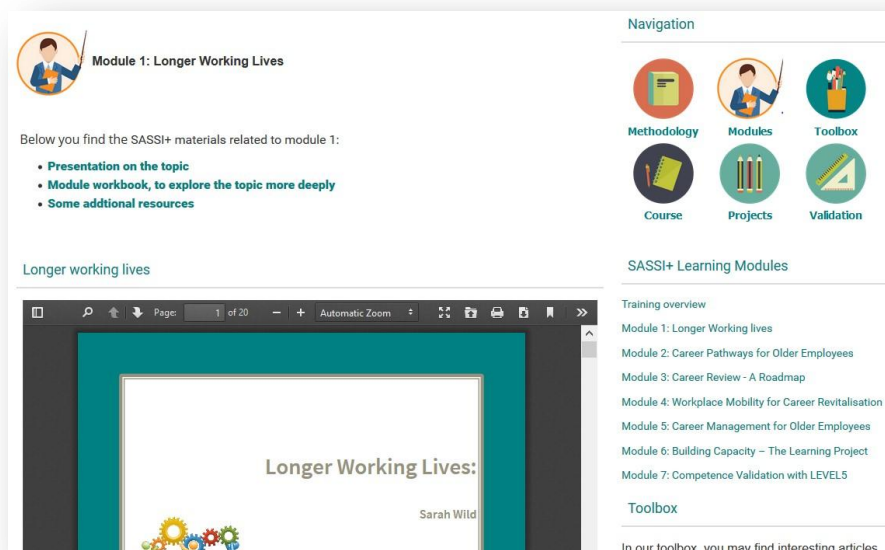 Module 1: Longer Working Lives
Below you find the SASSI+ materials related to module 1:
Presentation on the topic
Module workbook, to explore the topic more deeply
Some addtional resources
Longer working lives
Page: 1 of 20 − + Automatic Zoom
Longer Working Lives:
Sarah Wild
Navigation
Methodology Modules Toolbox
Course Projects Validation
SASSI+ Learning Modules
Training overview
Module 1: Longer Working lives
Module 2: Career Pathways for Older Employees
Module 3: Career Review - A Roadmap
Module 4: Workplace Mobility for Career Revitalisation
Module 5: Career Management for Older Employees
Module 6: Building Capacity – The Learning Project
Module 7: Competence Validation with LEVEL5
Toolbox
In our toolbox, you may find interesting articles